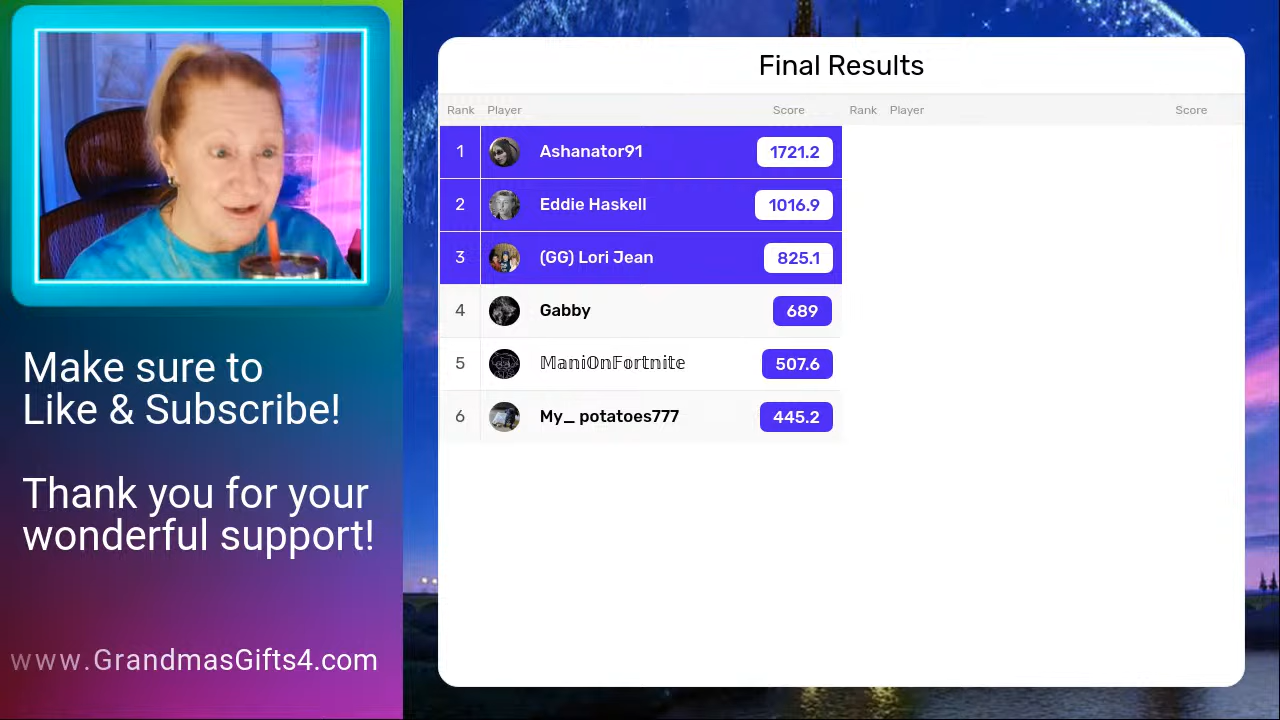 Make sure to
Like & Subscribe!
Thank you for your
wonderful support!
www.GrandmasGifts4.com
Final Results
Rank Player Score Rank Player Score
1 Ashanator91 1721.2
2 Eddie Haskell 1016.9
3 (GG) Lori Jean 825.1
4 Gabby 689
5 𝕄𝕒𝕟𝕚𝕆𝕟𝔽𝕠𝕣𝕥𝕟𝕚𝕥𝕖 507.6
6 My_ potatoes777 445.2